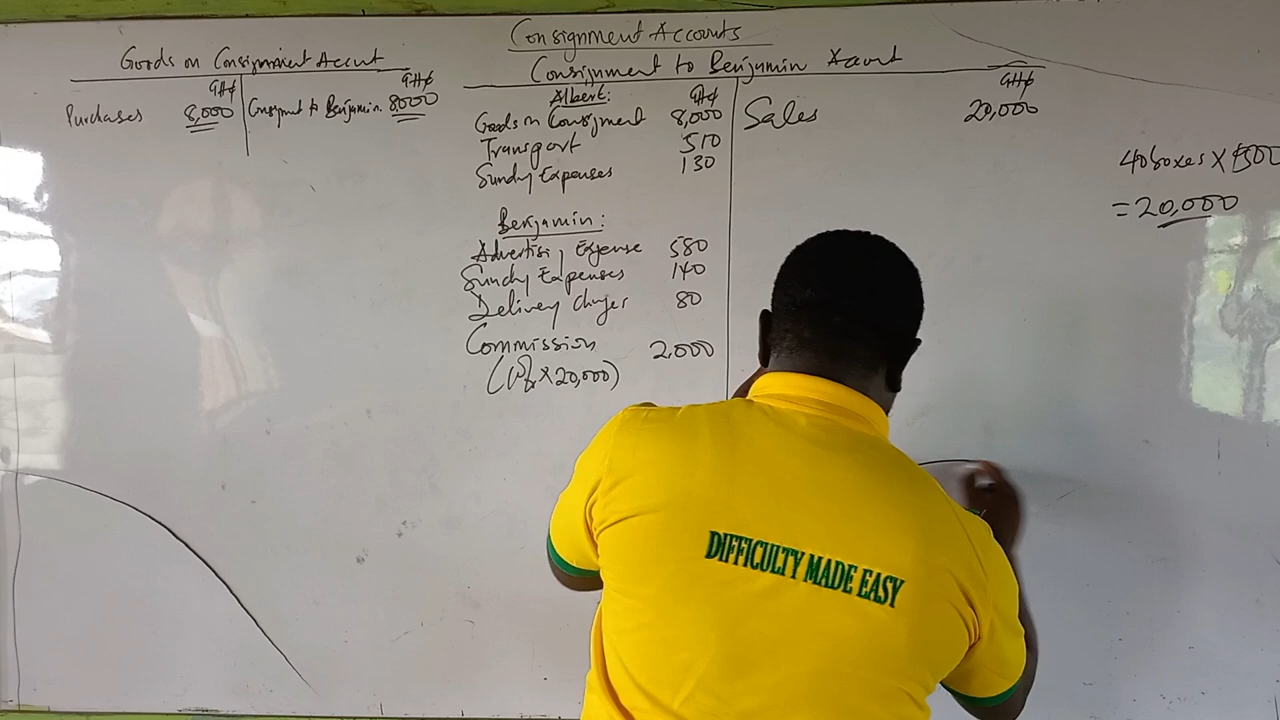 Consignment Accounts
Goods on Consignment Account
GH¢ GH¢
Purchases 8,000 Consignment to Benjamin 8000
Consignment to Benjamin Account
Albert: GH¢ GH¢
Goods on Consignment 8,000 Sales 20,000
Transport 510
Sundry Expenses 130
Benjamin:
Advertising Expense 580
Sundry Expenses 140
Delivery charges 80
Commission 2,000
(10% × 20,000)
40 boxes × 500
= 20,000
DIFFICULTY MADE EASY